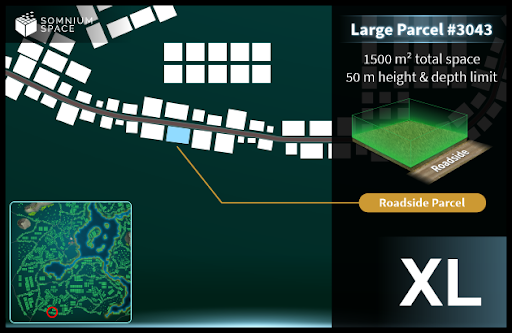 SOMNIUM
SPACE
Large Parcel #3043
1500 m² total space
50 m height & depth limit
Roadside
Roadside Parcel
XL